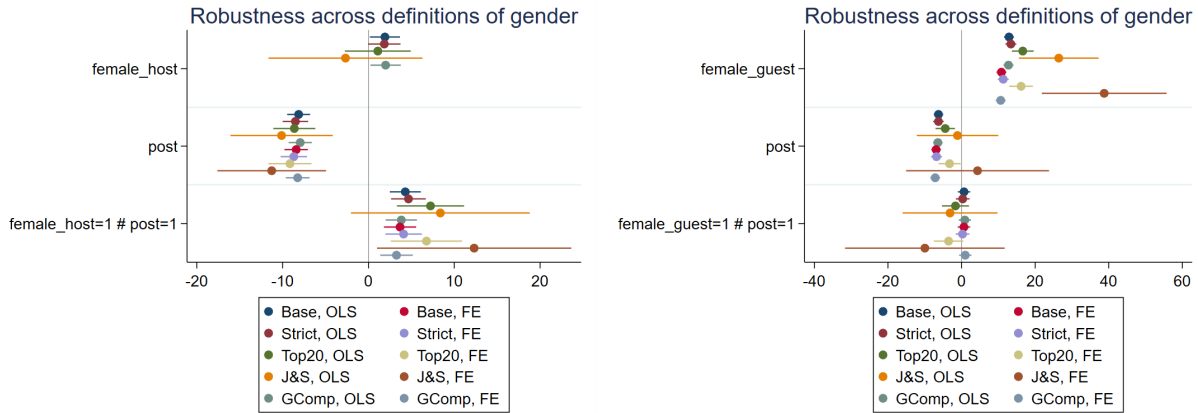 Robustness across definitions of gender
female_host
post
female_host=1 # post=1
-20 -10 0 10 20
Base, OLS Base, FE
Strict, OLS Strict, FE
Top20, OLS Top20, FE
J&S, OLS J&S, FE
GComp, OLS GComp, FE
Robustness across definitions of gender
female_guest
post
female_guest=1 # post=1
-40 -20 0 20 40 60
Base, OLS Base, FE
Strict, OLS Strict, FE
Top20, OLS Top20, FE
J&S, OLS J&S, FE
GComp, OLS GComp, FE